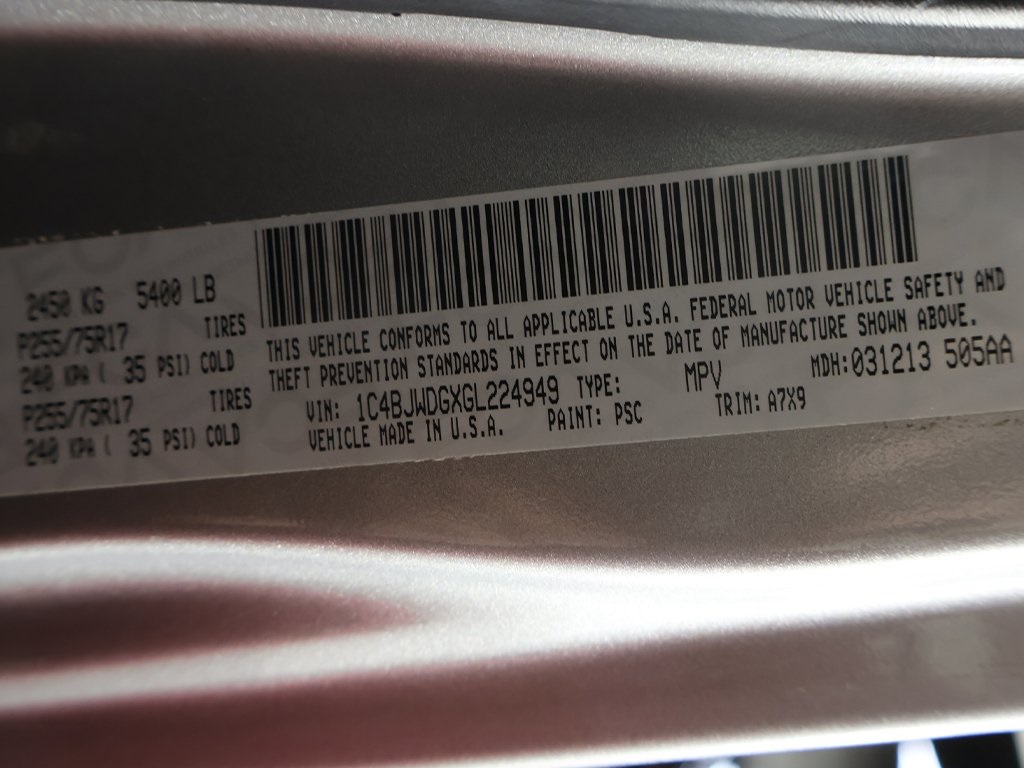 2450 KG 5400 LB
P255/75R17 TIRES
240 KPA ( 35 PSI) COLD
P255/75R17 TIRES
240 KPA ( 35 PSI) COLD
THIS VEHICLE CONFORMS TO ALL APPLICABLE U.S.A. FEDERAL MOTOR VEHICLE SAFETY AND
THEFT PREVENTION STANDARDS IN EFFECT ON THE DATE OF MANUFACTURE SHOWN ABOVE.
VIN: 1C4BJWDGXGL224949 TYPE: MPV MDH:031213 505AA
VEHICLE MADE IN U.S.A. PAINT: PSC TRIM: A7X9